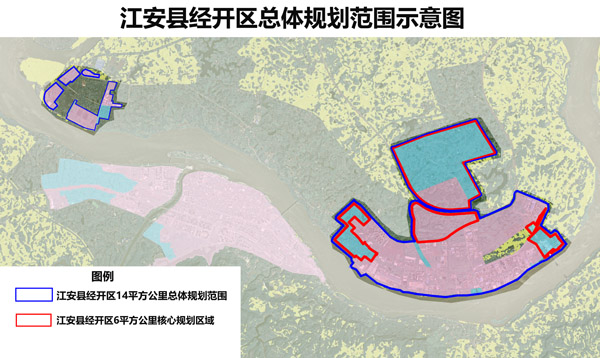 江安县经开区总体规划范围示意图
图例
江安县经开区14平方公里总体规划范围
江安县经开区6平方公里核心规划区域